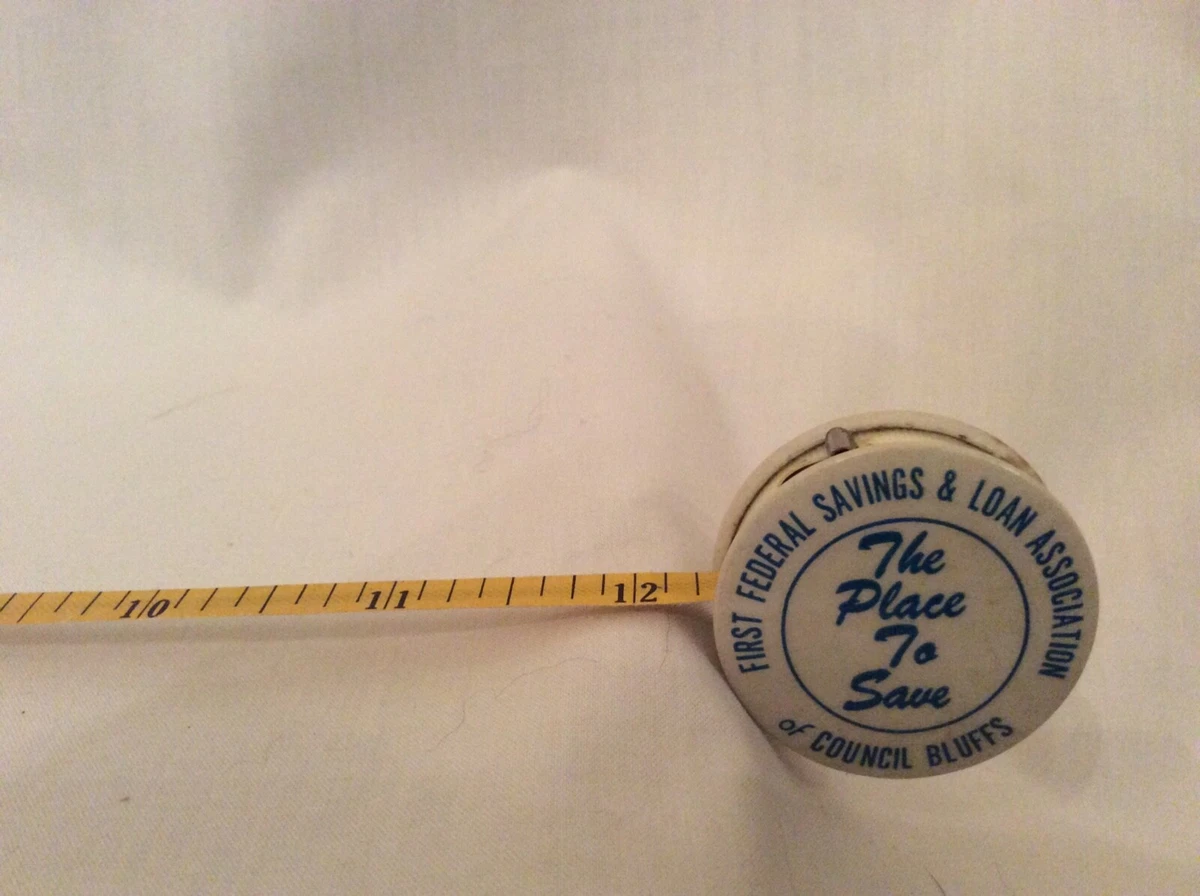 10 11 12
FIRST FEDERAL SAVINGS & LOAN ASSOCIATION
The
Place
To
Save
of COUNCIL BLUFFS